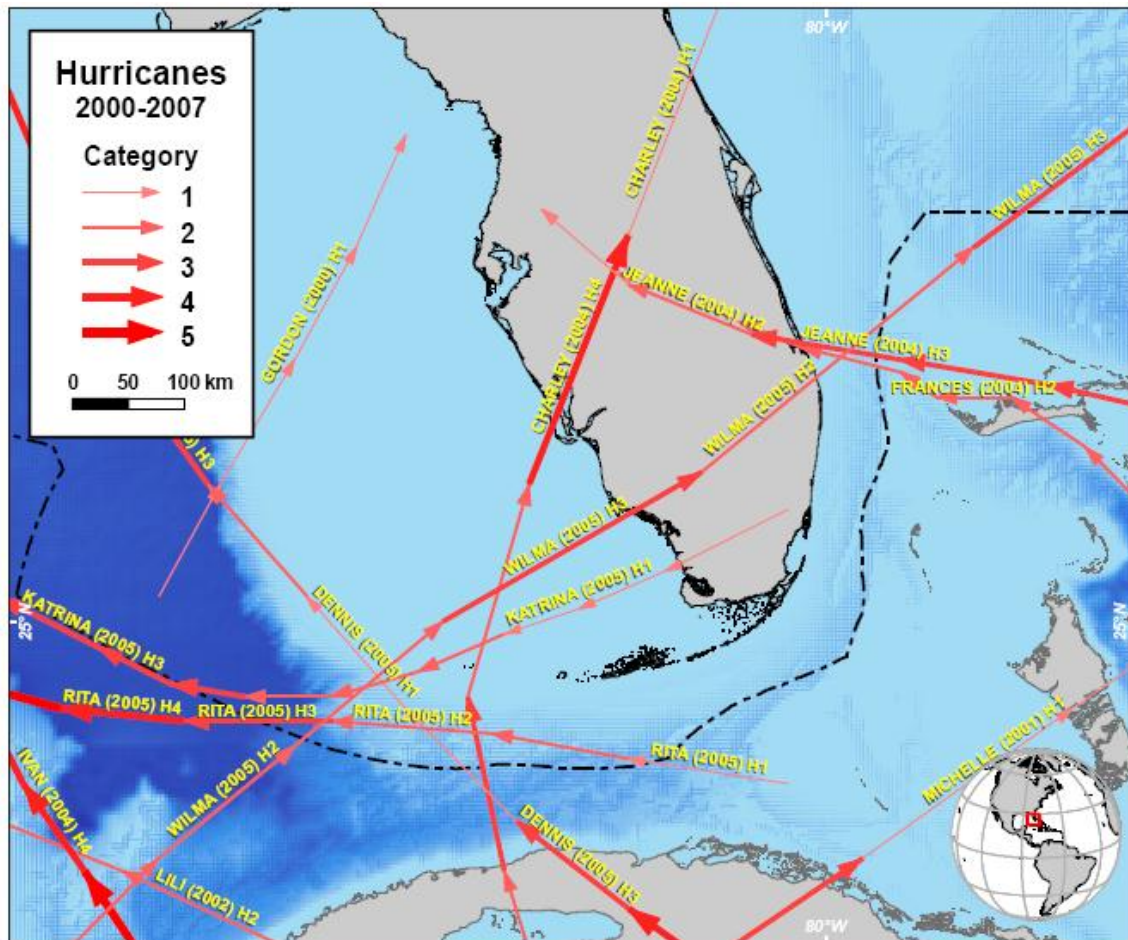 Hurricanes
2000-2007
Category
1
2
3
4
5
0 50 100 km
80°W
CHARLEY (2004) H1
WILMA (2005) H3
GORDON (2000) H1
JEANNE (2004) H2
JEANNE (2004) H3
CHARLEY (2004) H4
FRANCES (2004) H2
WILMA (2005) H2
H3
WILMA (2005) H3
KATRINA (2005) H1
DENNIS (2005) H1
25°N
25°N
KATRINA (2005) H3
RITA (2005) H4
RITA (2005) H3
RITA (2005) H2
RITA (2005) H1
MICHELLE (2001) H1
WILMA (2005) H2
IVAN (2004) H4
DENNIS (2005) H3
LILI (2002) H2
80°W